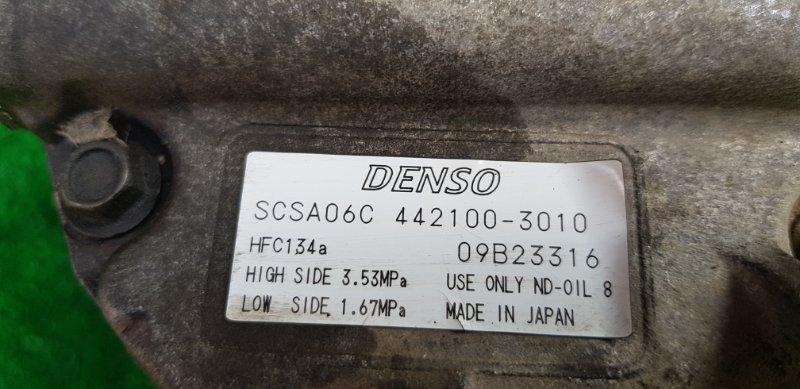 DENSO
SCSA06C 442100-3010
HFC134a 09B23316
HIGH SIDE 3.53MPa USE ONLY ND-OIL 8
LOW SIDE 1.67MPa MADE IN JAPAN